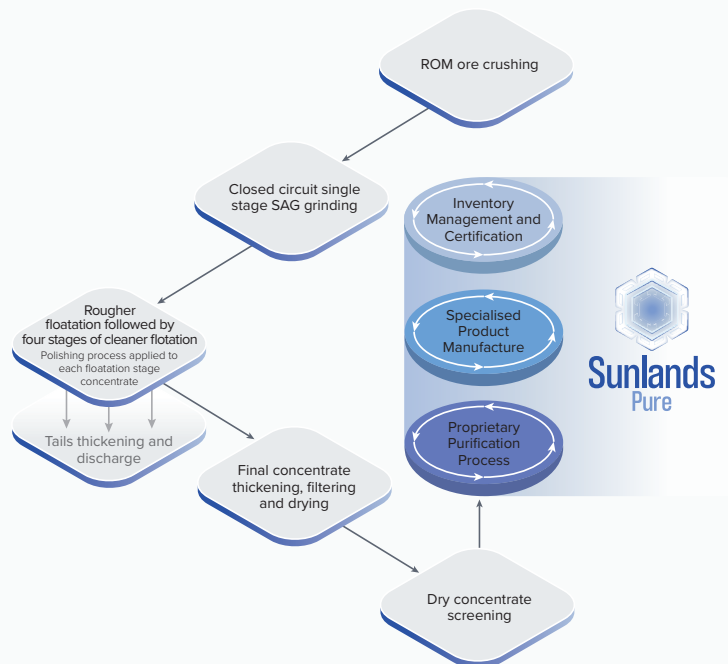 ROM ore crushing
Closed circuit single
stage SAG grinding
Rougher
floatation followed by
four stages of cleaner flotation
Polishing process applied to
each floatation stage
concentrate
Tails thickening and
discharge
Final concentrate
thickening, filtering
and drying
Dry concentrate
screening
Proprietary
Purification
Process
Specialised
Product
Manufacture
Inventory
Management and
Certification
Sunlands
Pure